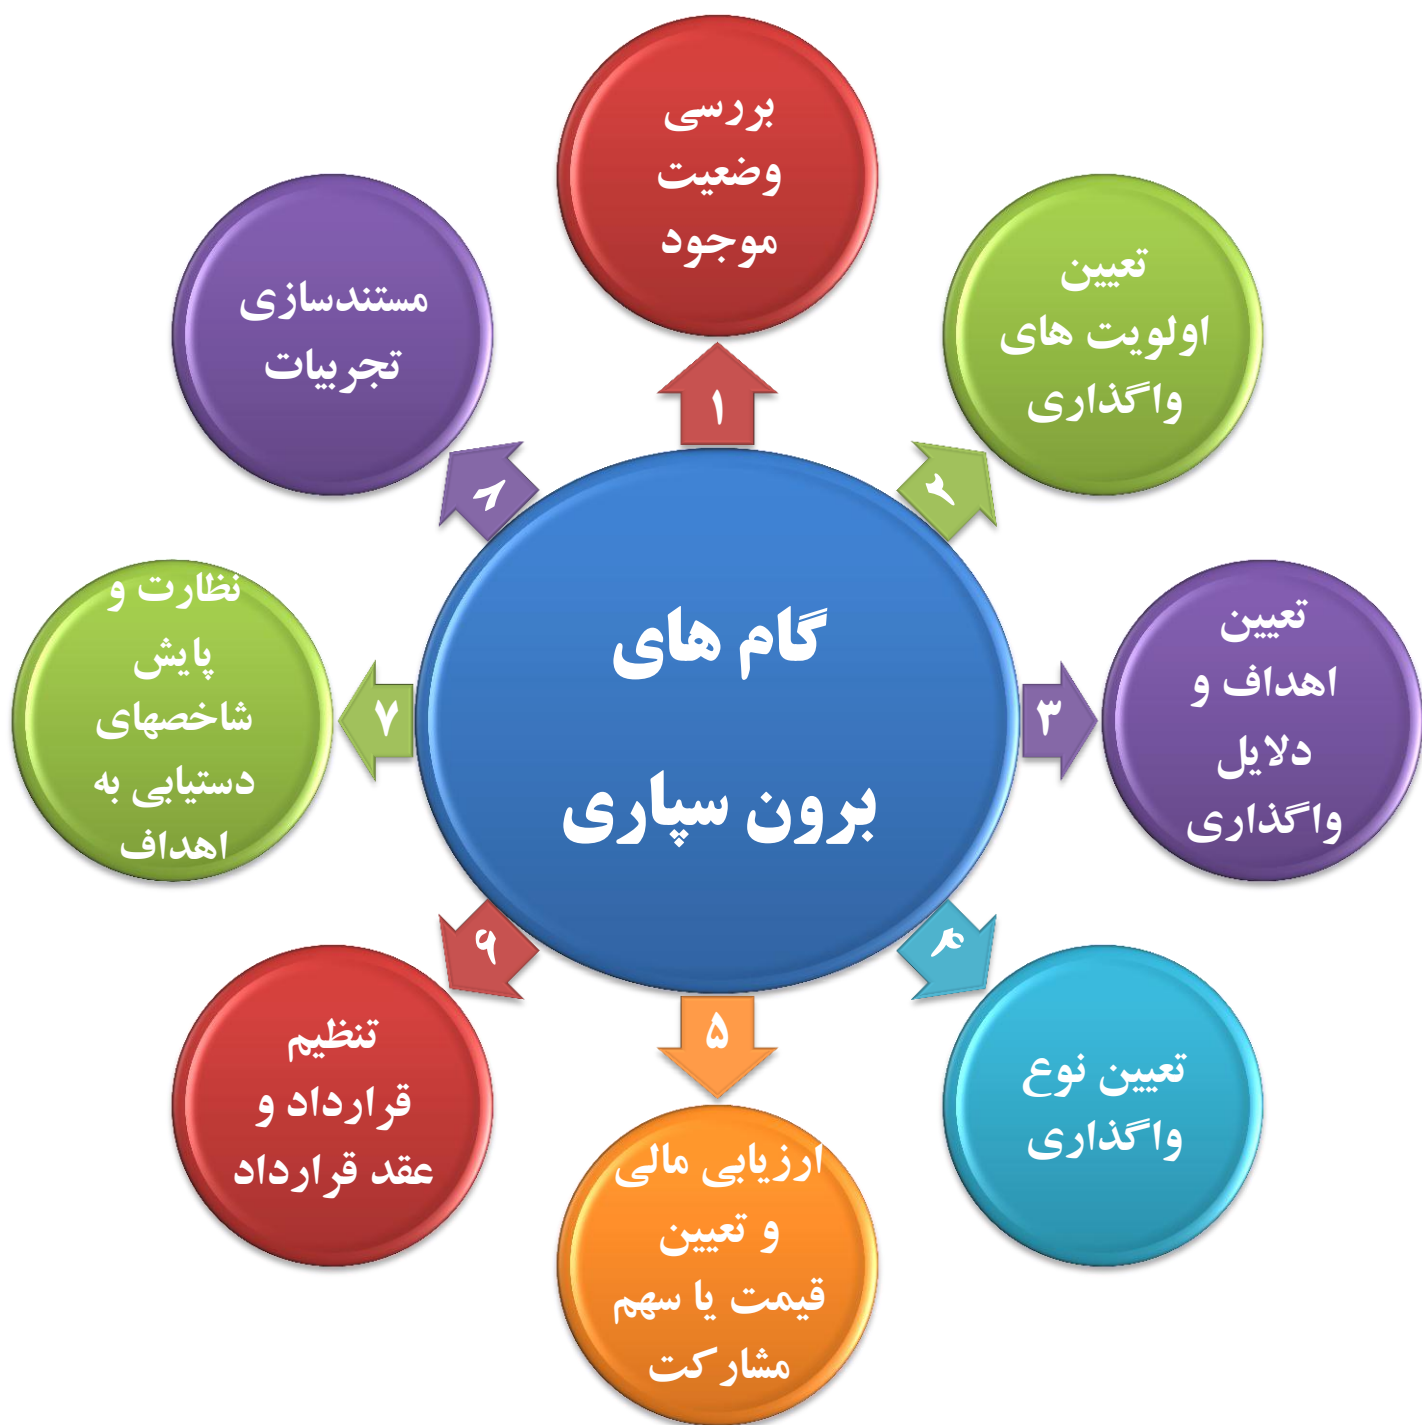 گام های
برون سپاری
۱
بررسی
وضعیت
موجود
۲
تعیین
اولویت های
واگذاری
۳
تعیین
اهداف و
دلایل
واگذاری
۴
تعیین نوع
واگذاری
۵
ارزیابی مالی
و تعیین
قیمت یا سهم
مشارکت
۶
تنظیم
قرارداد و
عقد قرارداد
۷
نظارت و
پایش
شاخصهای
دستیابی به
اهداف
۸
مستندسازی
تجربیات